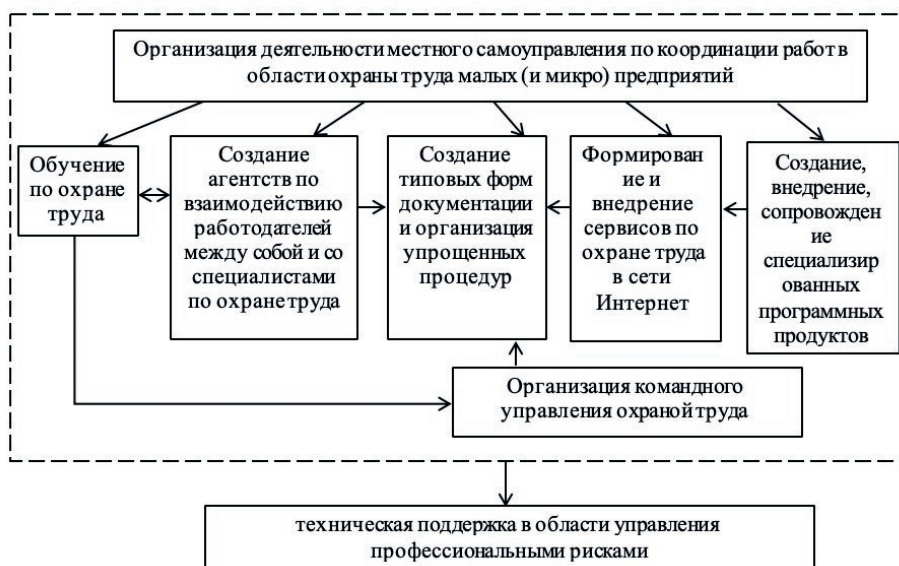 Организация деятельности местного самоуправления по координации работ в
области охраны труда малых (и микро) предприятий
Обучение
по охране
труда
Создание
агентств по
взаимодействию
работодателей
между собой и со
специалистами
по охране труда
Создание
типовых форм
документации
и организация
упрощенных
процедур
Формирован
ие и
внедрение
сервисов по
охране труда
в сети
Интернет
Создание,
внедрение,
сопровожден
ие
специализир
ованных
программных
продуктов
Организация командного
управления охраной труда
техническая поддержка в области управления
профессиональными рисками